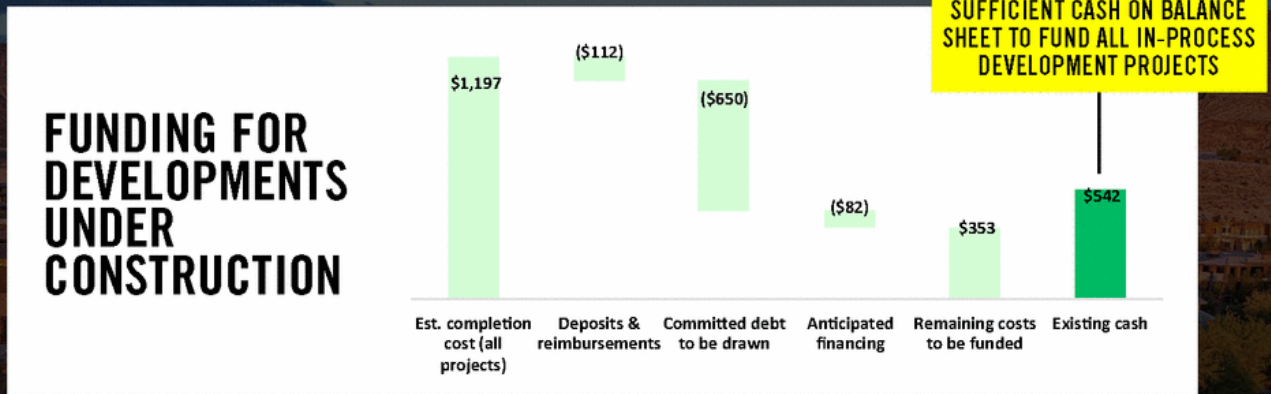 SUFFICIENT CASH ON BALANCE
SHEET TO FUND ALL IN-PROCESS
DEVELOPMENT PROJECTS
FUNDING FOR
DEVELOPMENTS
UNDER
CONSTRUCTION
$1,197
($112)
($650)
($82)
$353
$542
Est. completion
cost (all
projects)
Deposits &
reimbursements
Committed debt
to be drawn
Anticipated
financing
Remaining costs
to be funded
Existing cash